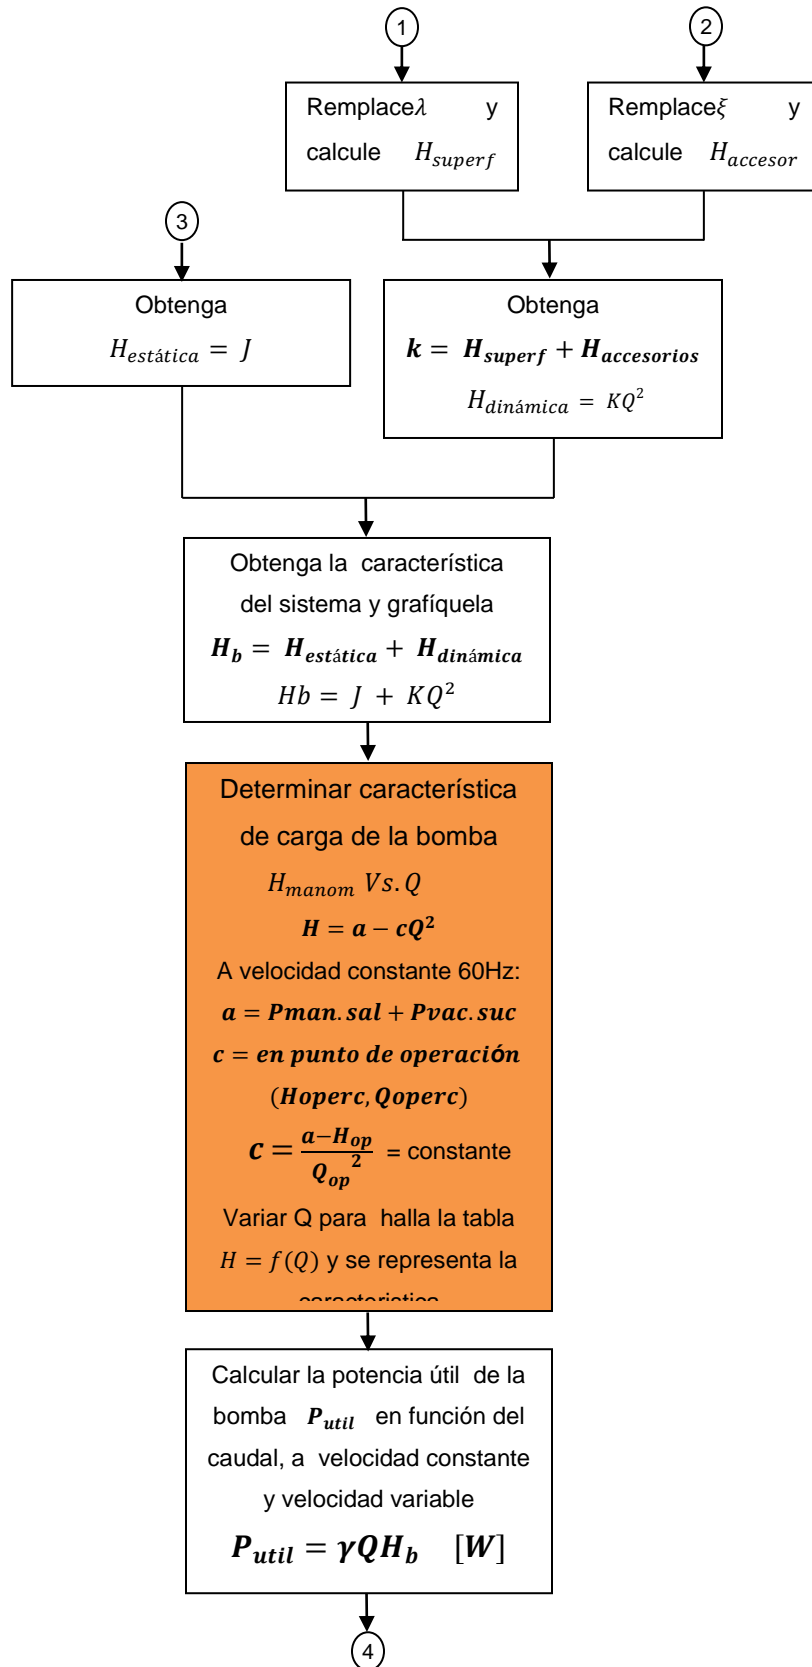 1
2
Remplaceλ y
calcule H_superf
Remplaceξ y
calcule H_accesor
3
Obtenga
H_estática = J
Obtenga
k = H_superf + H_accesorios
H_dinámica = KQ²
Obtenga la característica
del sistema y grafíquela
H_b = H_estática + H_dinámica
Hb = J + KQ²
Determinar característica
de carga de la bomba
H_manom Vs. Q
H = a − cQ²
A velocidad constante 60Hz:
a = Pman. sal + Pvac. suc
c = en punto de operación
(Hoperc, Qoperc)
c = (a−H_op)/(Q_op²) = constante
Variar Q para halla la tabla
H = f(Q) y se representa la
caracteristica
Calcular la potencia útil de la
bomba P_util en función del
caudal, a velocidad constante
y velocidad variable
P_util = γQH_b [W]
4